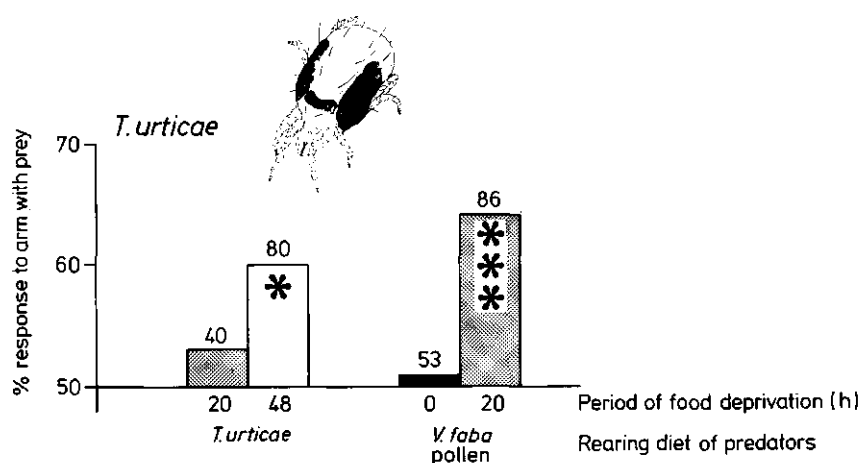 T. urticae
% response to arm with prey
70
60
50
40
80
53
86
* 
*
*
*
20 48 0 20 Period of food deprivation (h)
T. urticae V. faba pollen Rearing diet of predators